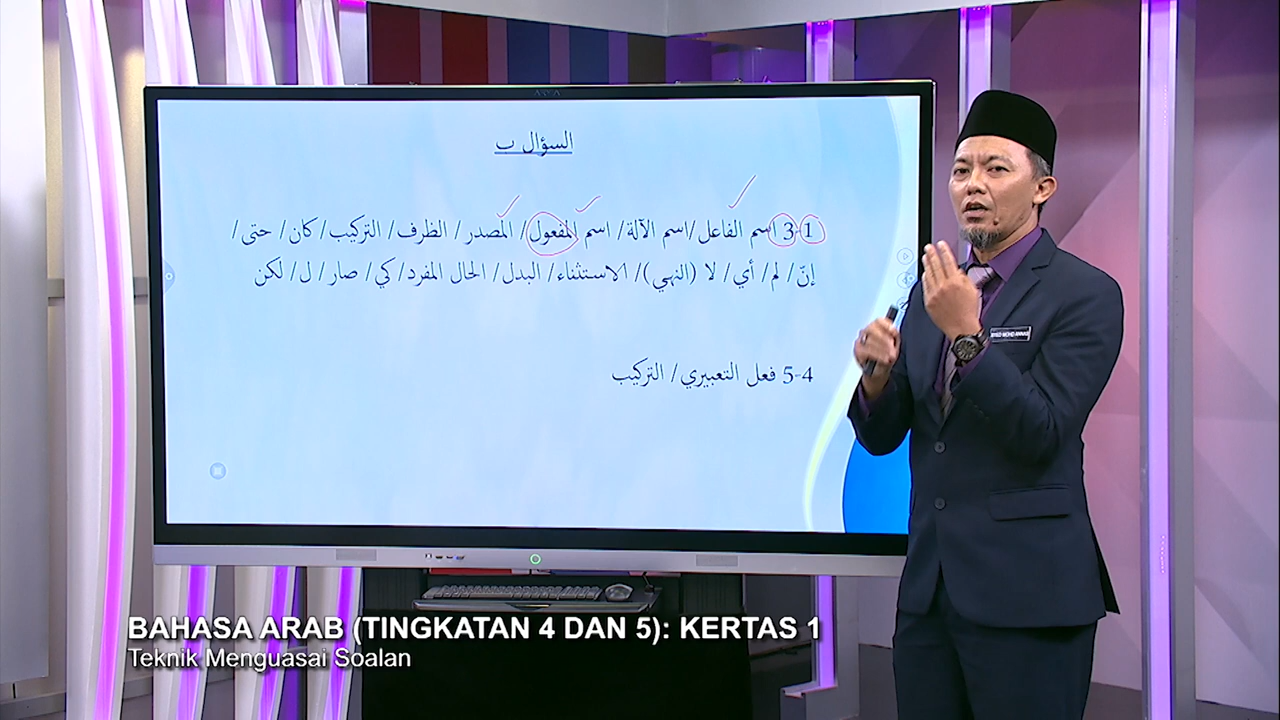 السؤال ب
1-3 اسم الفاعل/ اسم الآلة/ اسم المفعول/ المصدر/ الظرف/ التركيب/ كان/ حتى/
إنّ/ لم/ أي/ لا (النهي)/ الاستثناء/ البدل/ الحال المفرد/ كي/ صار/ ل/ لكن
4-5 فعل التعبيري/ التركيب
BAHASA ARAB (TINGKATAN 4 DAN 5): KERTAS 1
Teknik Menguasai Soalan